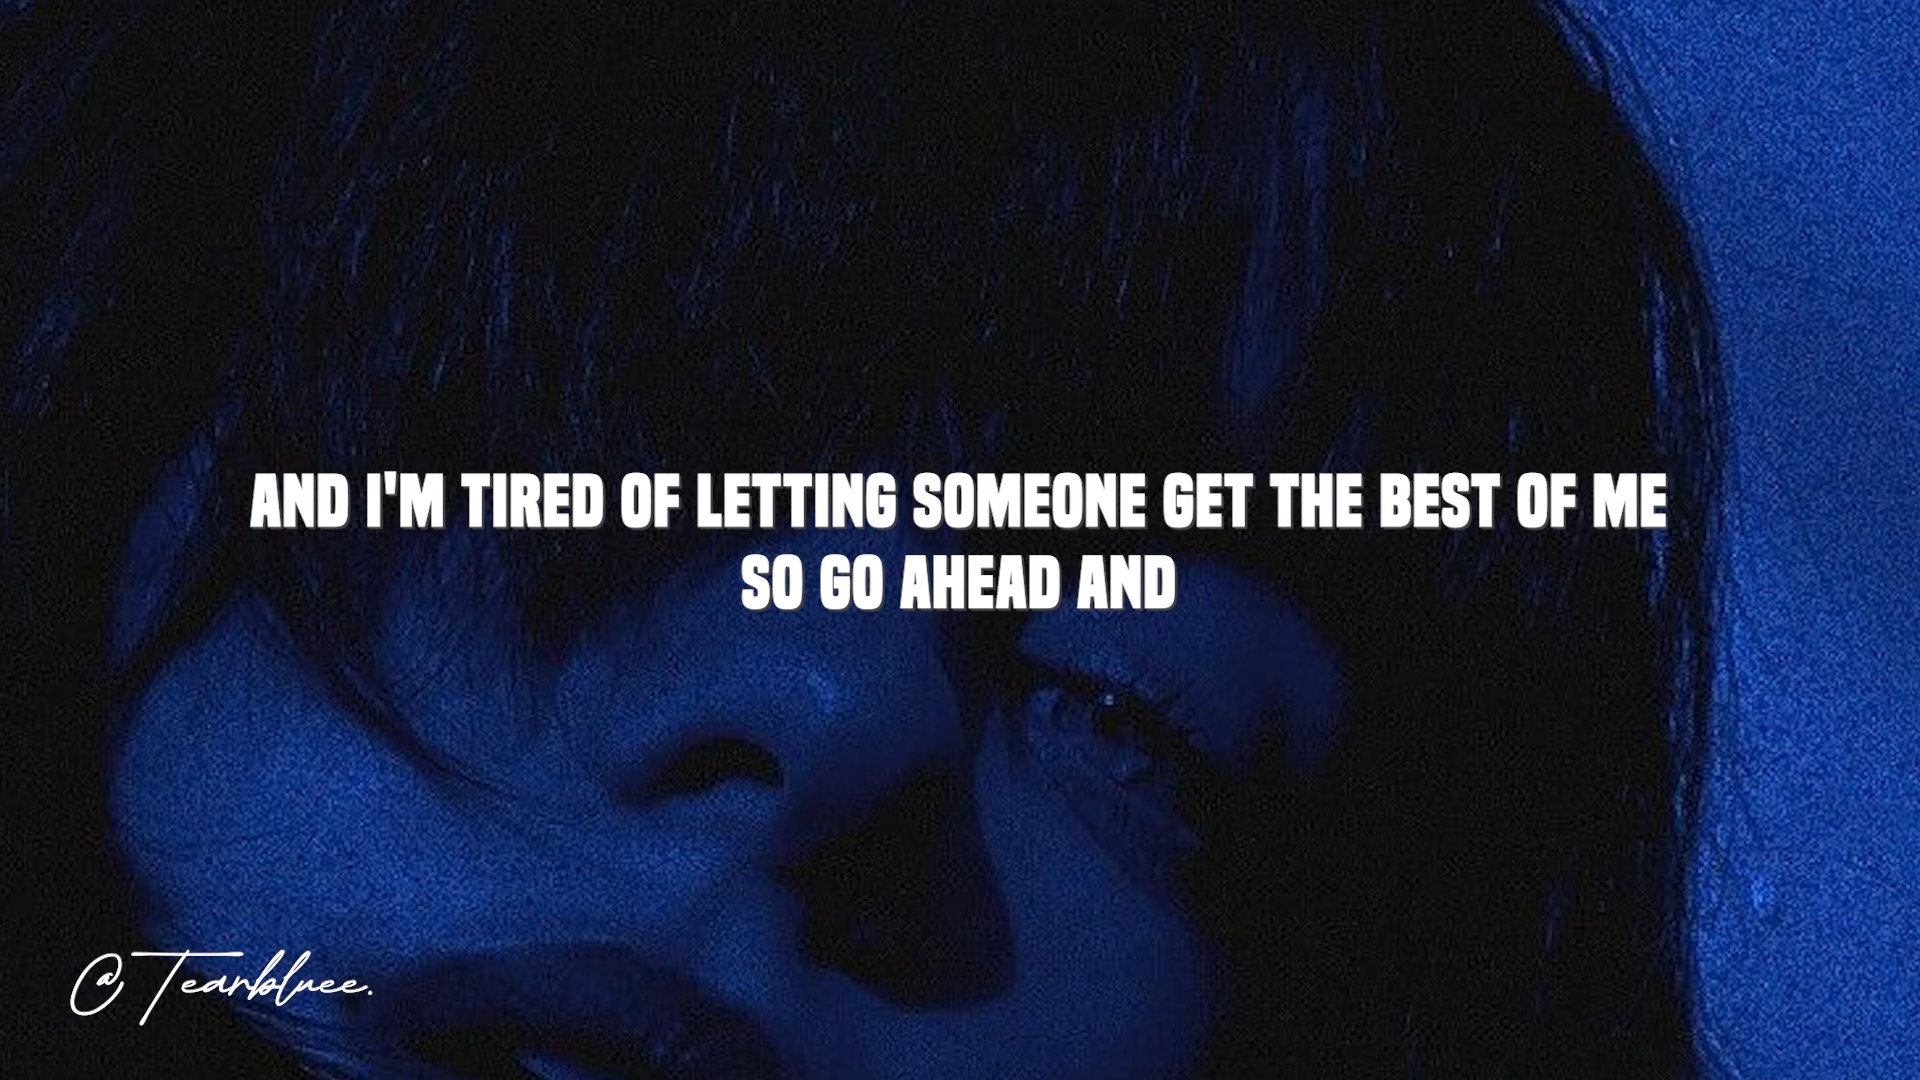 AND I'M TIRED OF LETTING SOMEONE GET THE BEST OF ME
SO GO AHEAD AND
@Tearbluee.